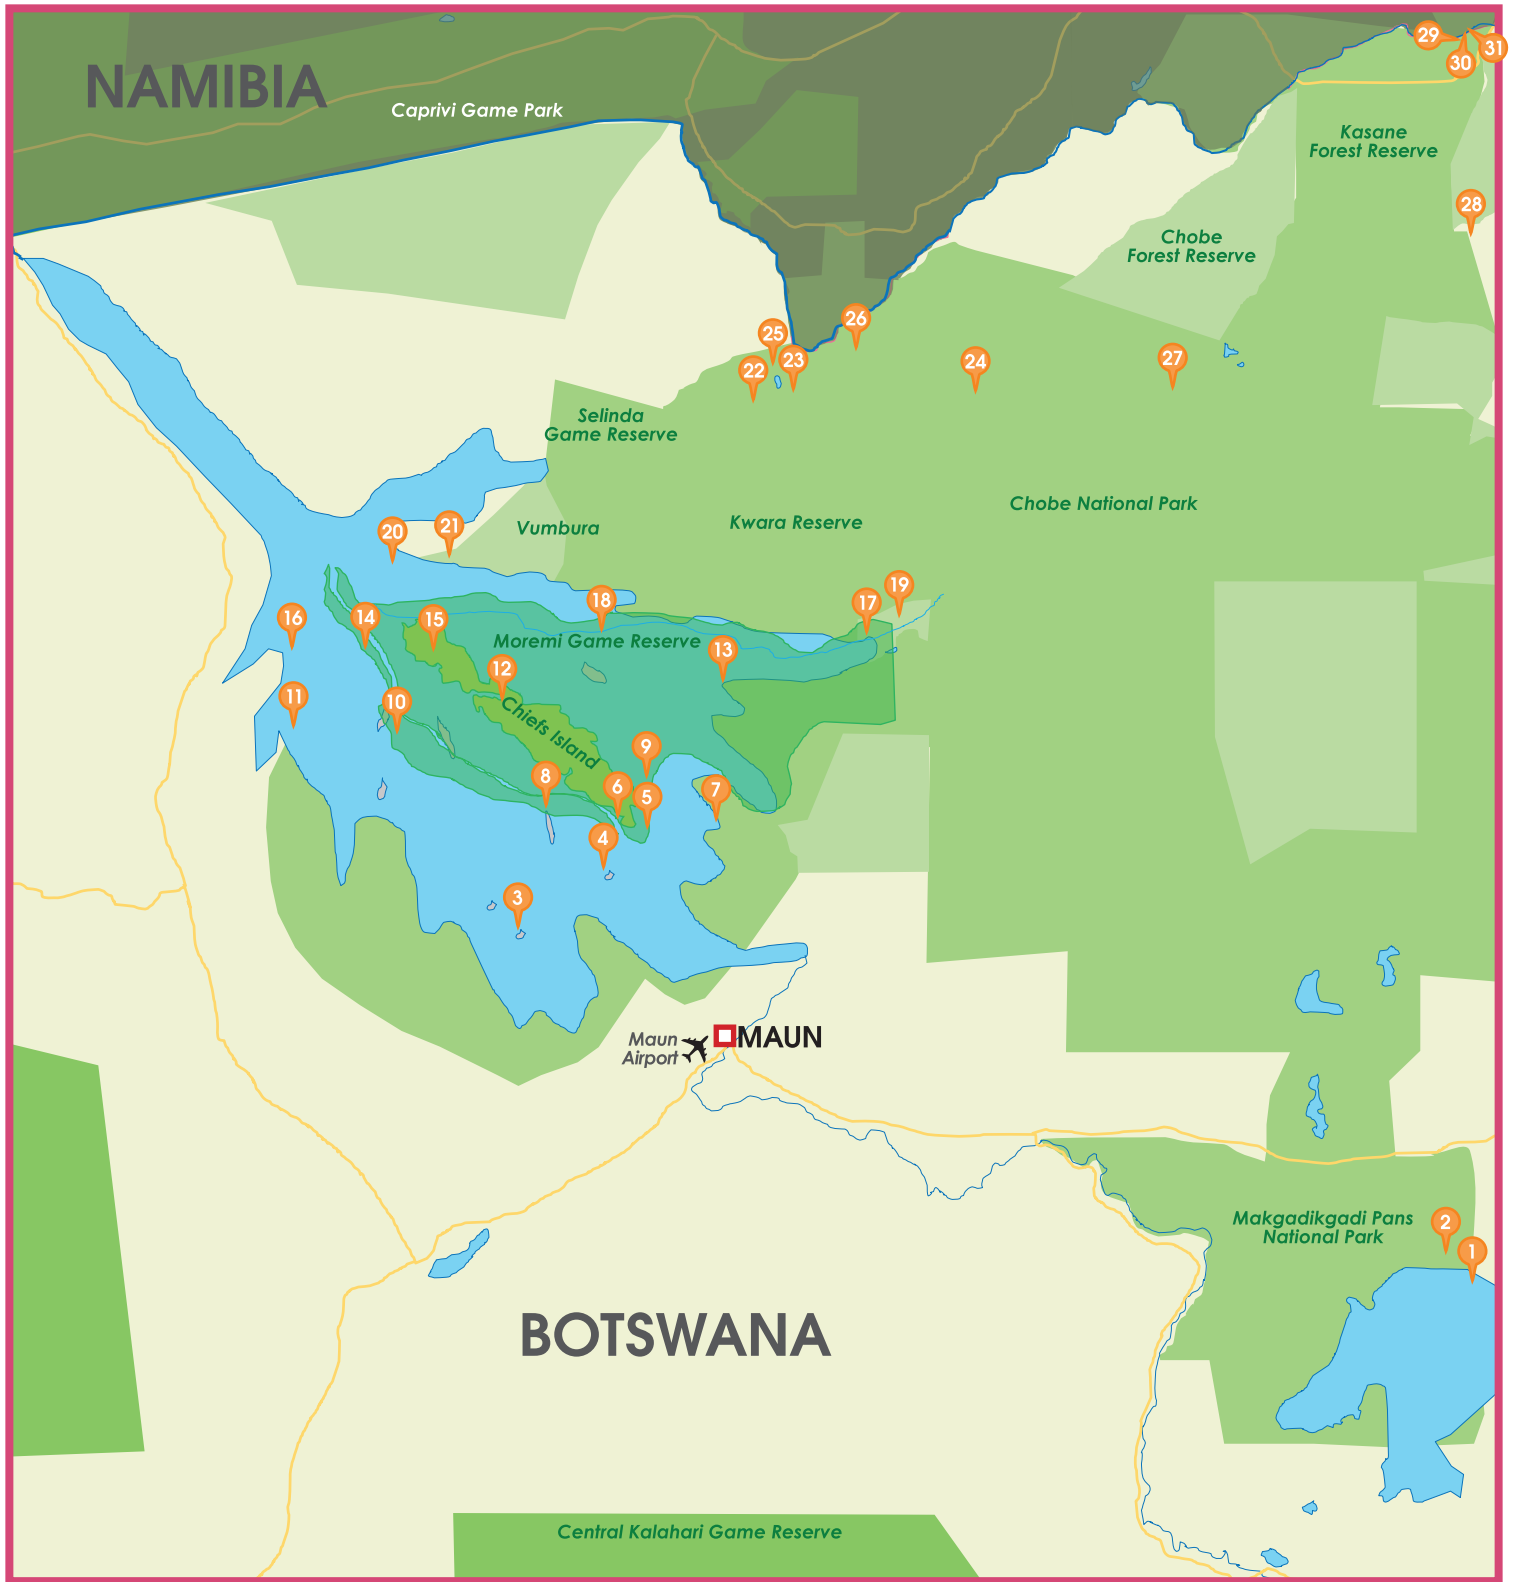 29
31
30
NAMIBIA
Caprivi Game Park
Kasane
Forest Reserve
28
Chobe
Forest Reserve
26
25
23
22
24
27
Selinda
Game Reserve
Chobe National Park
Kwara Reserve
Vumbura
20
21
19
18
17
16
14
15
Moremi Game Reserve
13
12
11
10
Chiefs Island
9
8
6
5
7
4
3
Maun
Airport
MAUN
Makgadikgadi Pans
National Park
2
1
BOTSWANA
Central Kalahari Game Reserve